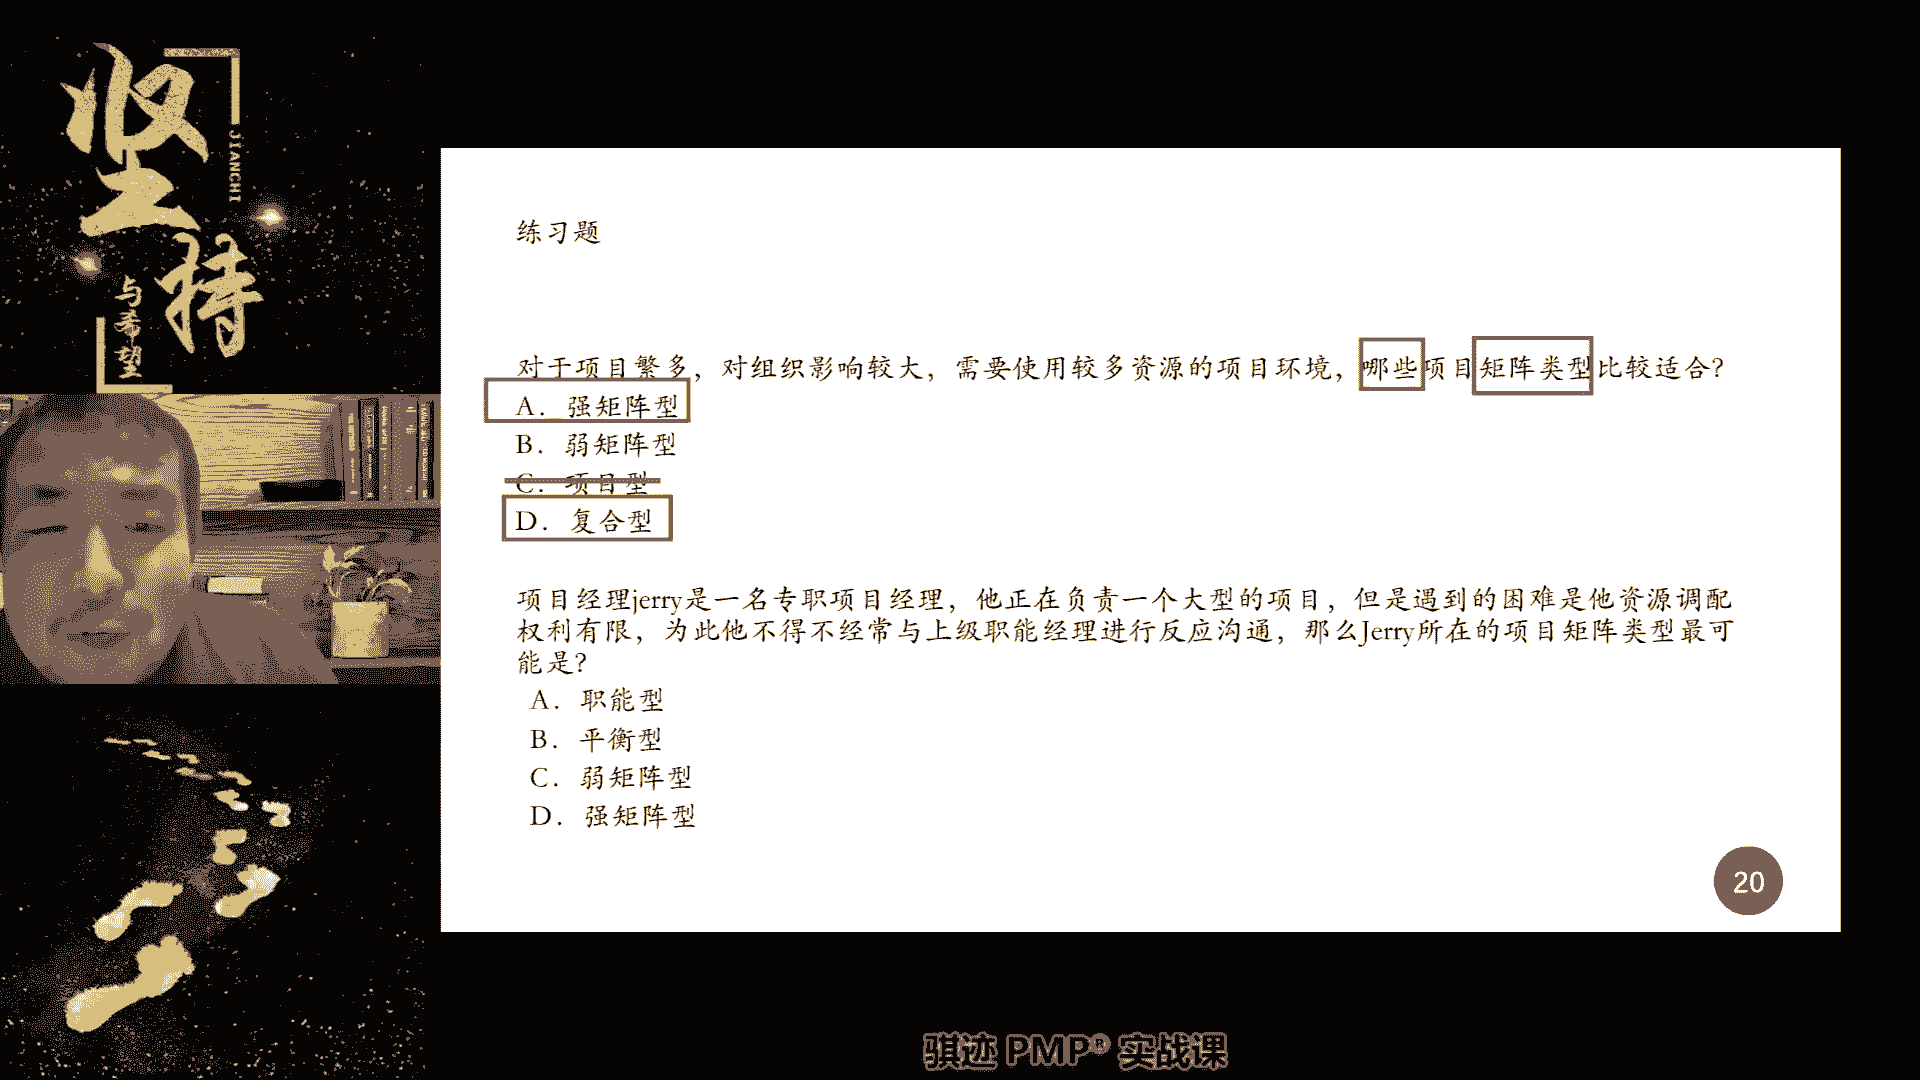 坚持
JIANCHI
与希望
练习题
对于项目繁多，对组织影响较大，需要使用较多资源的项目环境，哪些项目矩阵类型比较适合？
A. 强矩阵型
B. 弱矩阵型
C. 项目型
D. 复合型
项目经理jerry是一名专职项目经理，他正在负责一个大型的项目，但是遇到的困难是他资源调配
权利有限，为此他不得不经常与上级职能经理进行反应沟通，那么Jerry所在的项目矩阵类型最可
能是？
A. 职能型
B. 平衡型
C. 弱矩阵型
D. 强矩阵型
20
骐迹 PMP® 实战课